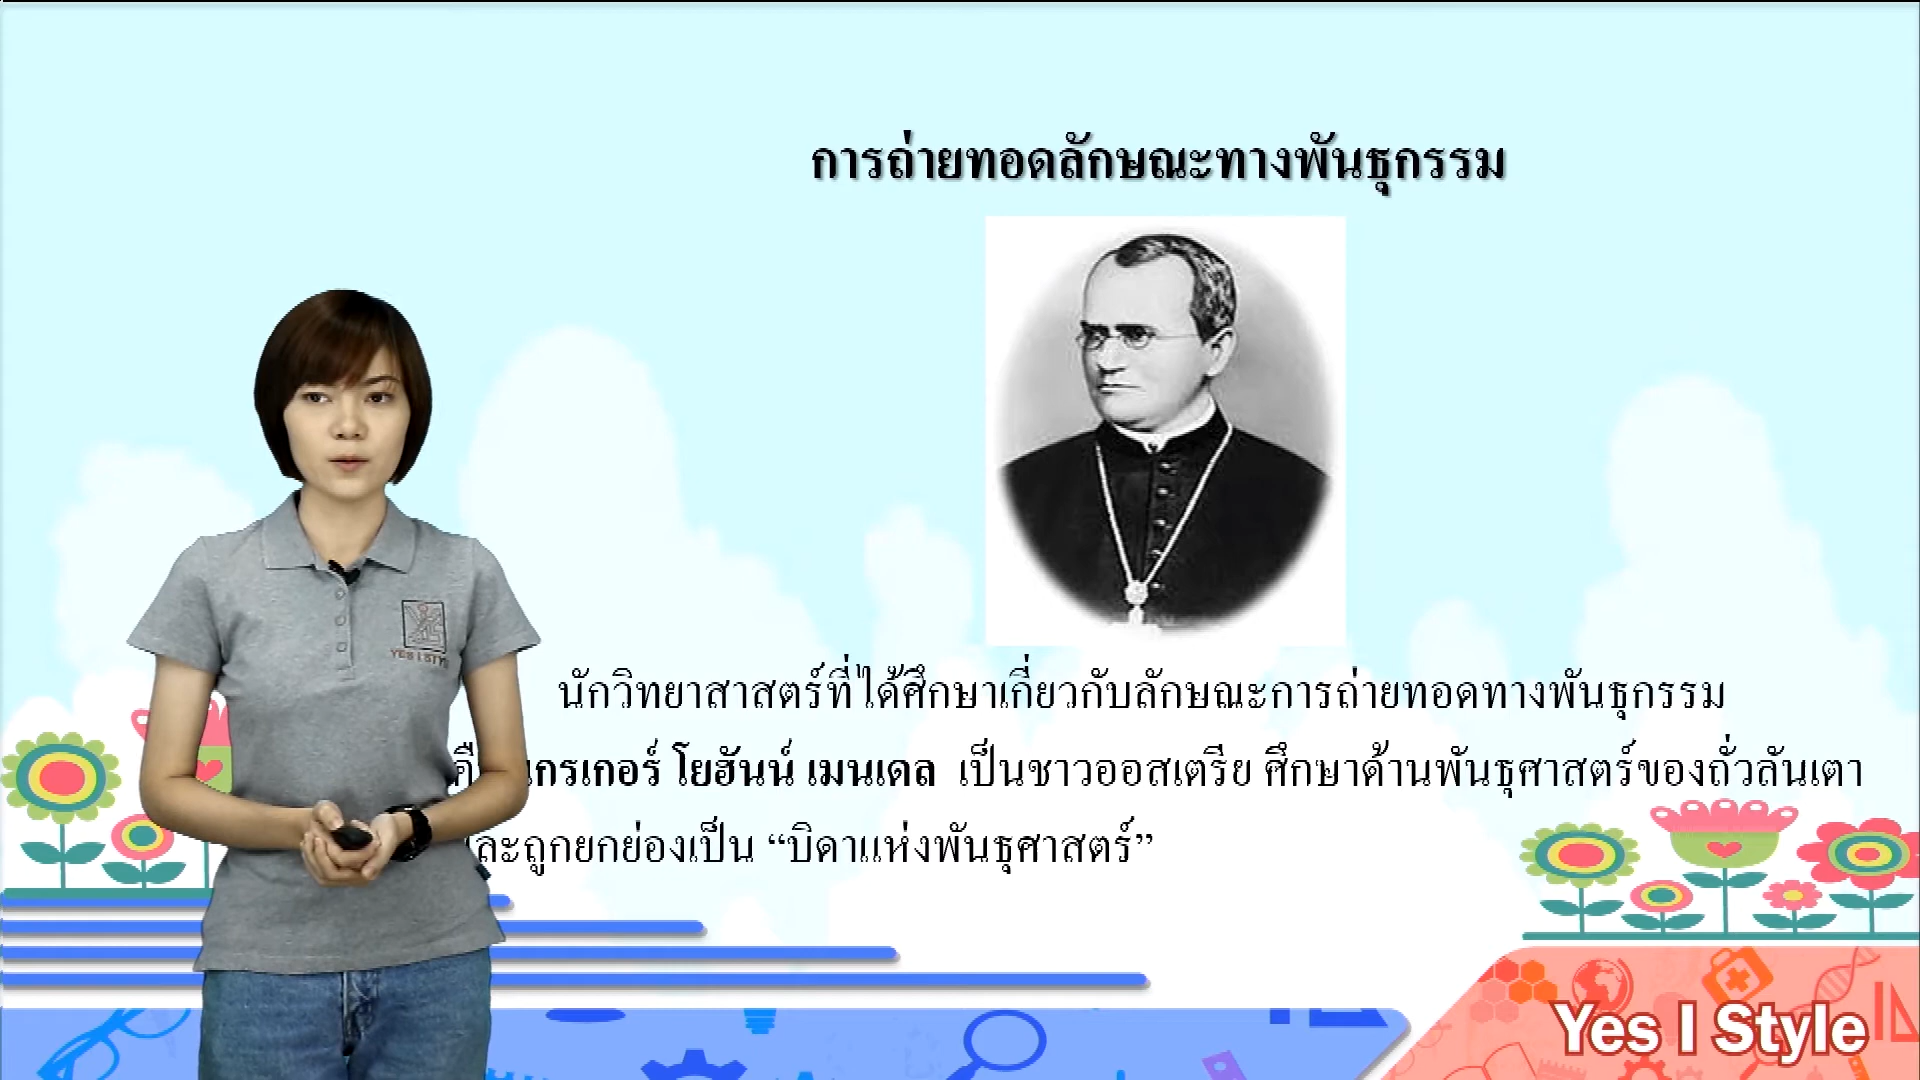 การถ่ายทอดลักษณะทางพันธุกรรม
นักวิทยาสาสตร์ที่ได้ศึกษาเกี่ยวกับลักษณะการถ่ายทอดทางพันธุกรรม
เกรเกอร์ โยฮันน์ เมนเดล เป็นชาวออสเตรีย ศึกษาด้านพันธุศาสตร์ของถั่วลันเตา
ละถูกยกย่องเป็น “บิดาแห่งพันธุศาสตร์”
YES I STY
Yes I Style